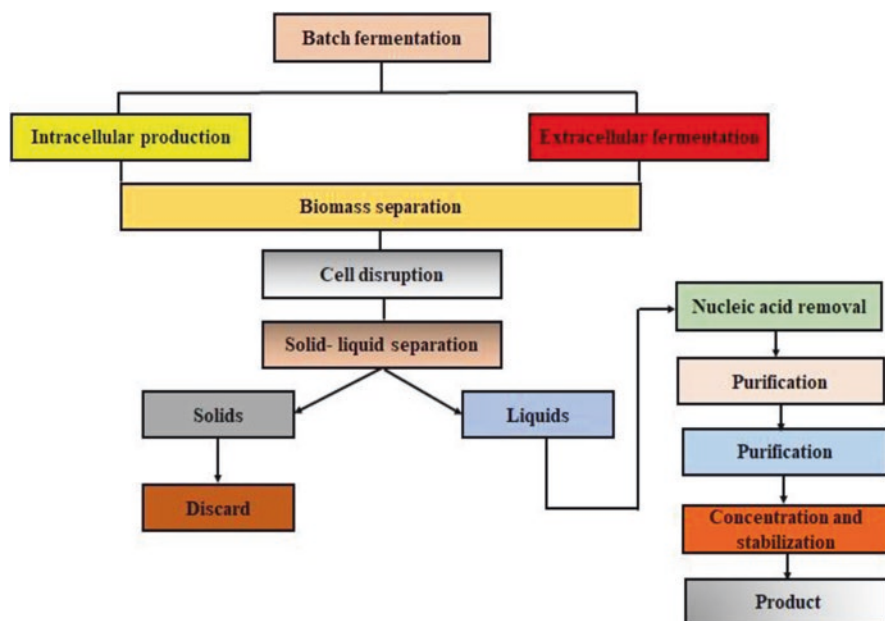 Batch fermentation
Intracellular production
Extracellular fermentation
Biomass separation
Cell disruption
Solid- liquid separation
Solids
Liquids
Discard
Nucleic acid removal
Purification
Purification
Concentration and
stabilization
Product